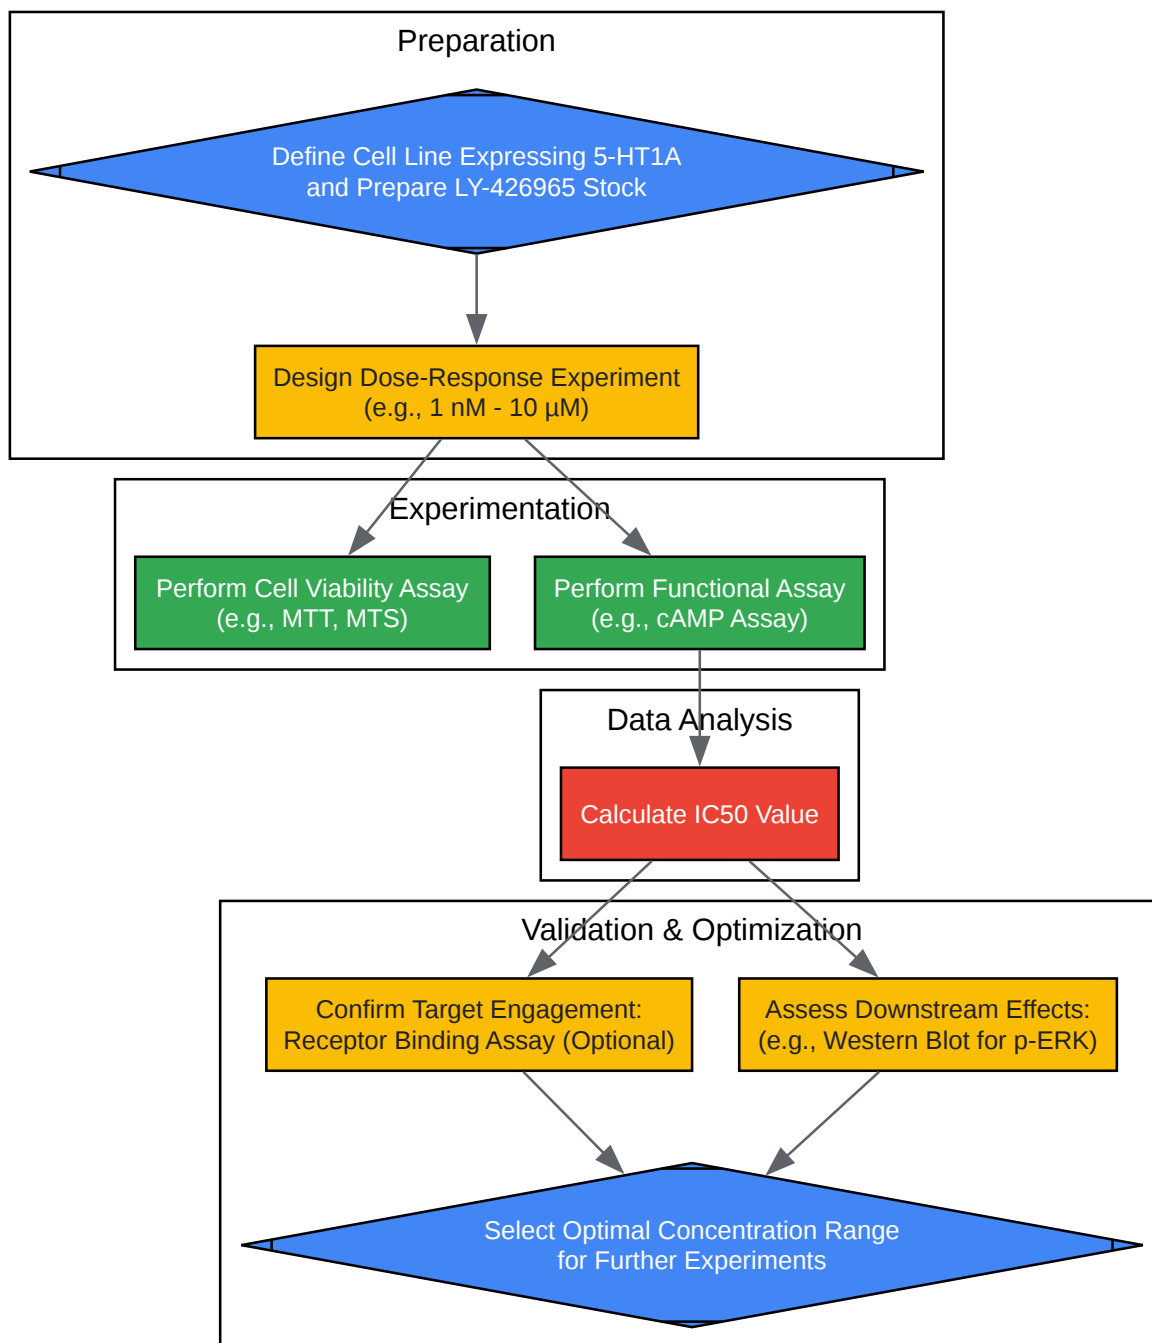 Preparation
Define Cell Line Expressing 5-HT1A
and Prepare LY-426965 Stock
Design Dose-Response Experiment
(e.g., 1 nM - 10 µM)
Experimentation
Perform Cell Viability Assay
(e.g., MTT, MTS)
Perform Functional Assay
(e.g., cAMP Assay)
Data Analysis
Calculate IC50 Value
Validation & Optimization
Confirm Target Engagement:
Receptor Binding Assay (Optional)
Assess Downstream Effects:
(e.g., Western Blot for p-ERK)
Select Optimal Concentration Range
for Further Experiments